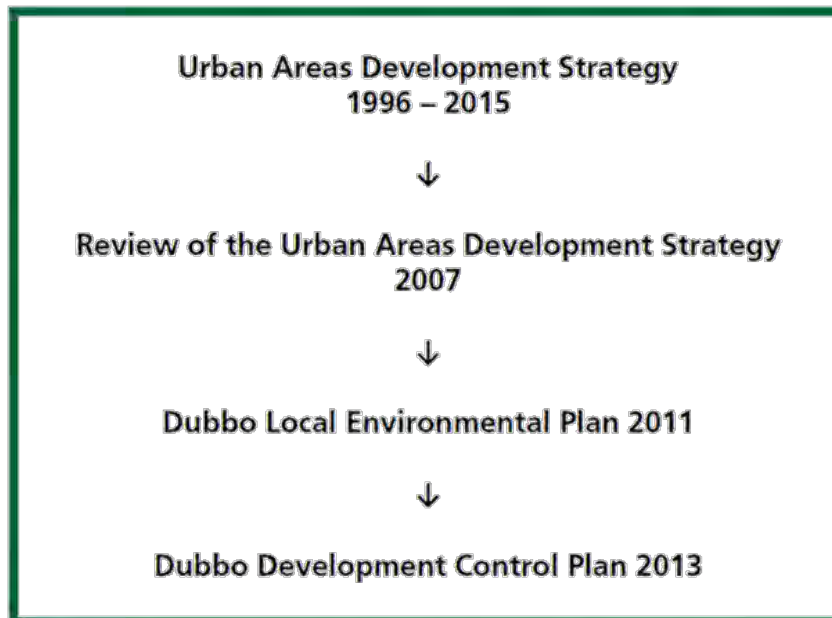 Urban Areas Development Strategy
1996 – 2015
↓
Review of the Urban Areas Development Strategy
2007
↓
Dubbo Local Environmental Plan 2011
↓
Dubbo Development Control Plan 2013